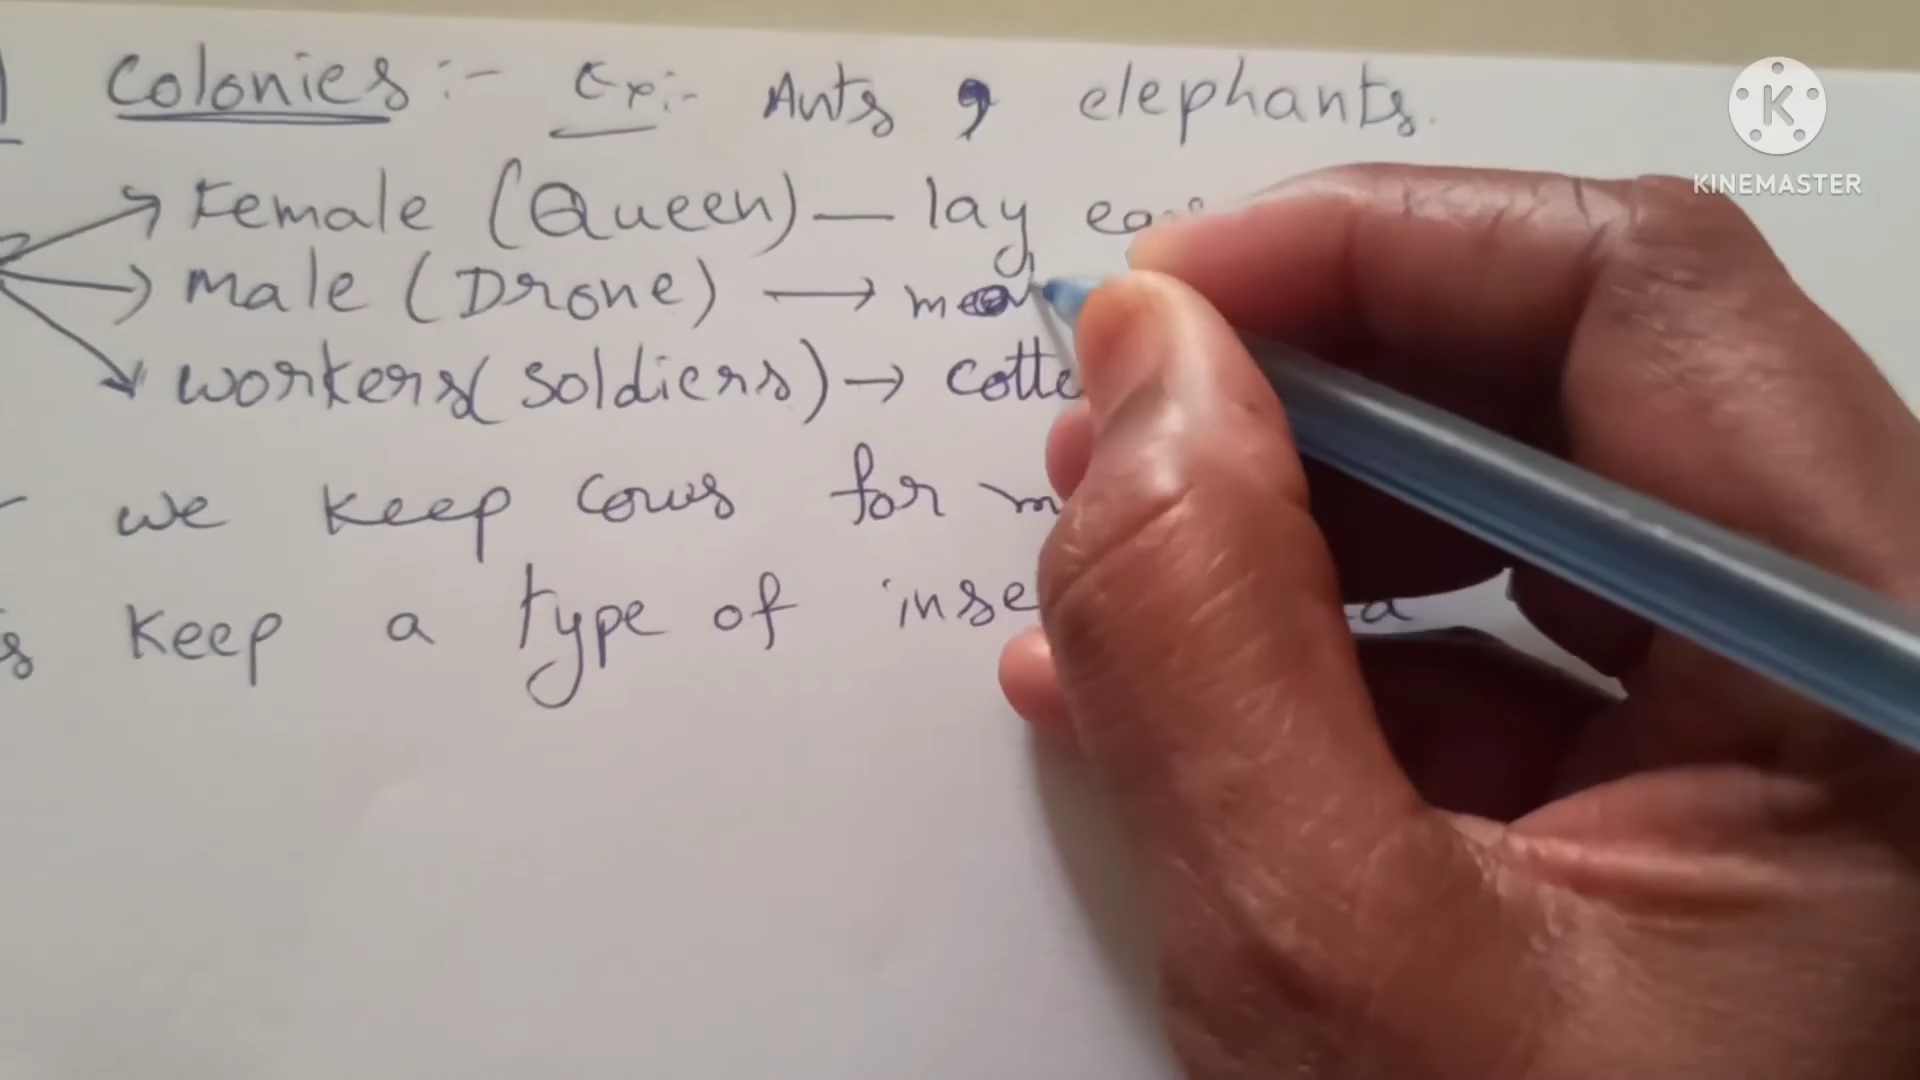 Colonies :- Ex:- Ants , elephants.
Female (Queen) — lay
male (Drone) →
workers (soldiers) →
we keep cows for
keep a type of
K
KINEMASTER